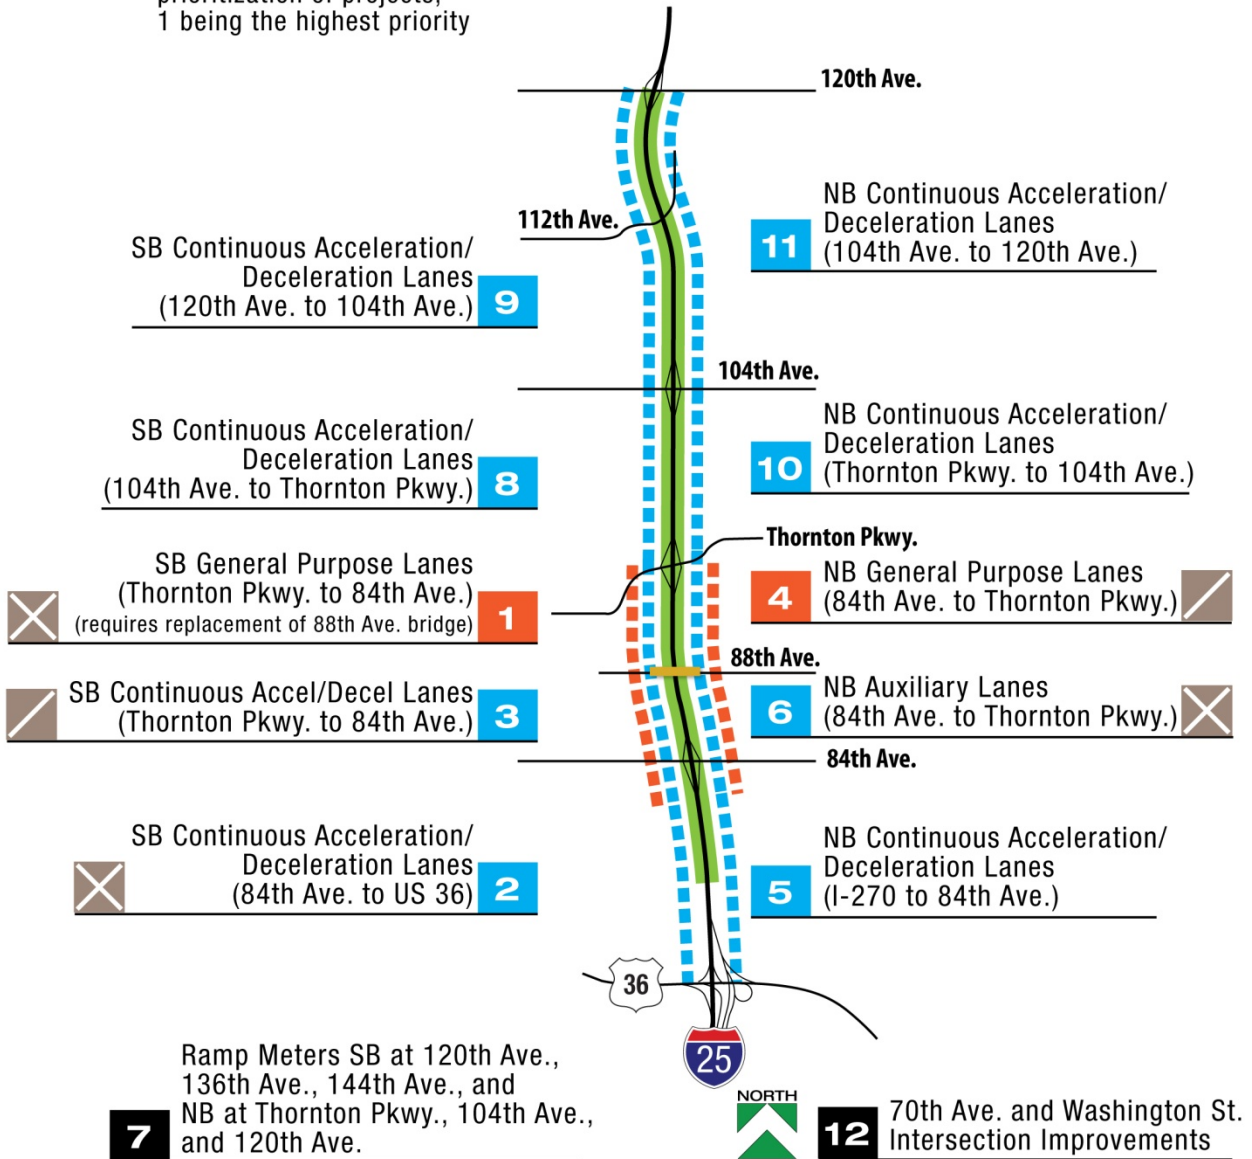 prioritization of projects,
1 being the highest priority
120th Ave.
112th Ave.
NB Continuous Acceleration/
Deceleration Lanes
(104th Ave. to 120th Ave.)
11
SB Continuous Acceleration/
Deceleration Lanes
(120th Ave. to 104th Ave.)
9
104th Ave.
SB Continuous Acceleration/
Deceleration Lanes
(104th Ave. to Thornton Pkwy.)
8
NB Continuous Acceleration/
Deceleration Lanes
(Thornton Pkwy. to 104th Ave.)
10
Thornton Pkwy.
SB General Purpose Lanes
(Thornton Pkwy. to 84th Ave.)
(requires replacement of 88th Ave. bridge)
1
NB General Purpose Lanes
(84th Ave. to Thornton Pkwy.)
4
88th Ave.
SB Continuous Accel/Decel Lanes
(Thornton Pkwy. to 84th Ave.)
3
NB Auxiliary Lanes
(84th Ave. to Thornton Pkwy.)
6
84th Ave.
SB Continuous Acceleration/
Deceleration Lanes
(84th Ave. to US 36)
2
NB Continuous Acceleration/
Deceleration Lanes
(I-270 to 84th Ave.)
5
36
25
Ramp Meters SB at 120th Ave.,
136th Ave., 144th Ave., and
NB at Thornton Pkwy., 104th Ave.,
and 120th Ave.
7
NORTH
12
70th Ave. and Washington St.
Intersection Improvements